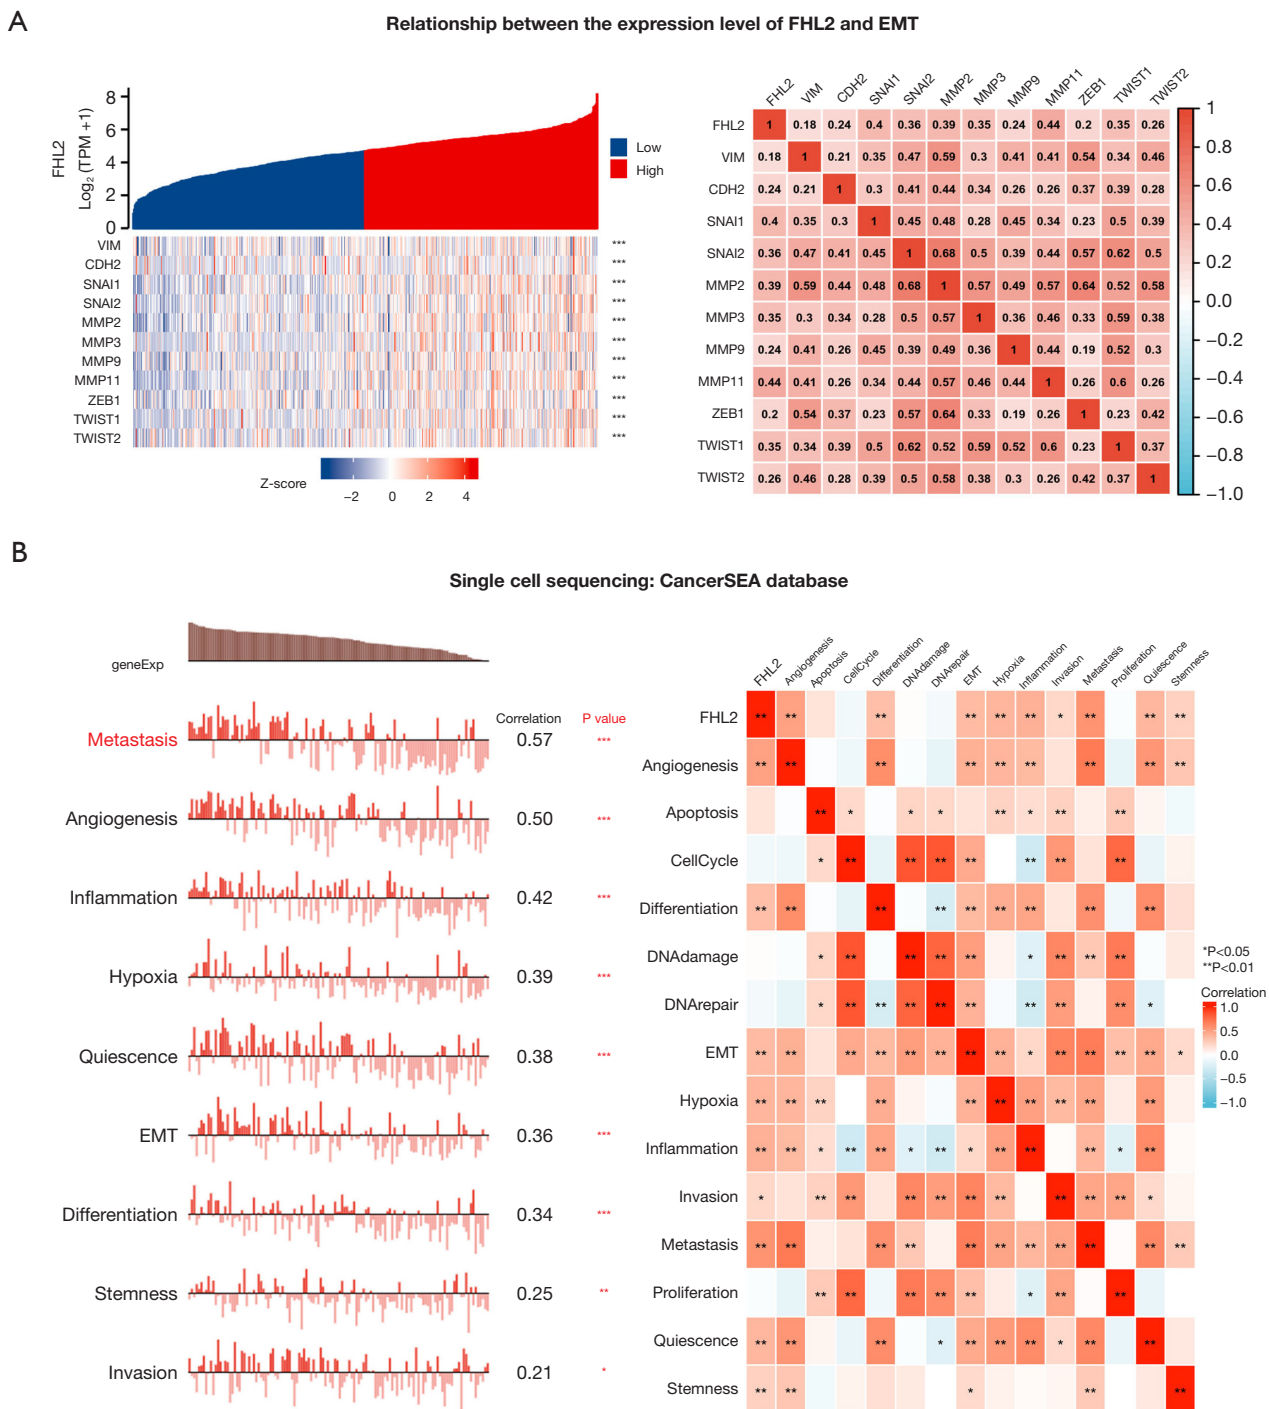 A
Relationship between the expression level of FHL2 and EMT
FHL2
Log2 (TPM +1)
8
6
4
2
0
Low
High
VIM ***
CDH2 ***
SNAI1 ***
SNAI2 ***
MMP2 ***
MMP3 ***
MMP9 ***
MMP11 ***
ZEB1 ***
TWIST1 ***
TWIST2 ***
Z-score
−2 0 2 4
FHL2 VIM CDH2 SNAI1 SNAI2 MMP2 MMP3 MMP9 MMP11 ZEB1 TWIST1 TWIST2
FHL2 1 0.18 0.24 0.4 0.36 0.39 0.35 0.24 0.44 0.2 0.35 0.26
VIM 0.18 1 0.21 0.35 0.47 0.59 0.3 0.41 0.41 0.54 0.34 0.46
CDH2 0.24 0.21 1 0.3 0.41 0.44 0.34 0.26 0.26 0.37 0.39 0.28
SNAI1 0.4 0.35 0.3 1 0.45 0.48 0.28 0.45 0.34 0.23 0.5 0.39
SNAI2 0.36 0.47 0.41 0.45 1 0.68 0.5 0.39 0.44 0.57 0.62 0.5
MMP2 0.39 0.59 0.44 0.48 0.68 1 0.57 0.49 0.57 0.64 0.52 0.58
MMP3 0.35 0.3 0.34 0.28 0.5 0.57 1 0.36 0.46 0.33 0.59 0.38
MMP9 0.24 0.41 0.26 0.45 0.39 0.49 0.36 1 0.44 0.19 0.52 0.3
MMP11 0.44 0.41 0.26 0.34 0.44 0.57 0.46 0.44 1 0.26 0.6 0.26
ZEB1 0.2 0.54 0.37 0.23 0.57 0.64 0.33 0.19 0.26 1 0.23 0.42
TWIST1 0.35 0.34 0.39 0.5 0.62 0.52 0.59 0.52 0.6 0.23 1 0.37
TWIST2 0.26 0.46 0.28 0.39 0.5 0.58 0.38 0.3 0.26 0.42 0.37 1
1
0.8
0.6
0.4
0.2
0.0
−0.2
−0.4
−0.6
−0.8
−1.0
B
Single cell sequencing: CancerSEA database
geneExp
Correlation P value
Metastasis 0.57 ***
Angiogenesis 0.50 ***
Inflammation 0.42 ***
Hypoxia 0.39 ***
Quiescence 0.38 ***
EMT 0.36 ***
Differentiation 0.34 ***
Stemness 0.25 **
Invasion 0.21 *
FHL2 Angiogenesis Apoptosis CellCycle Differentiation DNAdamage DNArepair EMT Hypoxia Inflammation Invasion Metastasis Proliferation Quiescence Stemness
FHL2 ** ** ** ** ** ** * ** ** **
Angiogenesis ** ** ** ** ** ** ** ** **
Apoptosis ** * * * ** * ** **
CellCycle * ** ** ** ** ** ** **
Differentiation ** ** ** ** ** ** ** ** **
DNAdamage * ** ** ** ** * ** ** **
DNArepair * ** ** ** ** ** ** ** ** *
EMT ** ** ** ** ** ** ** ** * ** ** ** ** *
Hypoxia ** ** ** ** ** ** ** ** ** **
Inflammation ** ** * ** ** * ** * ** ** ** * **
Invasion * ** ** ** ** ** ** ** ** ** *
Metastasis ** ** ** ** ** ** ** ** ** ** **
Proliferation ** ** ** ** ** * ** **
Quiescence ** ** ** * ** ** ** * ** **
Stemness ** ** * ** **
*P<0.05
**P<0.01
Correlation
1.0
0.5
0.0
−0.5
−1.0